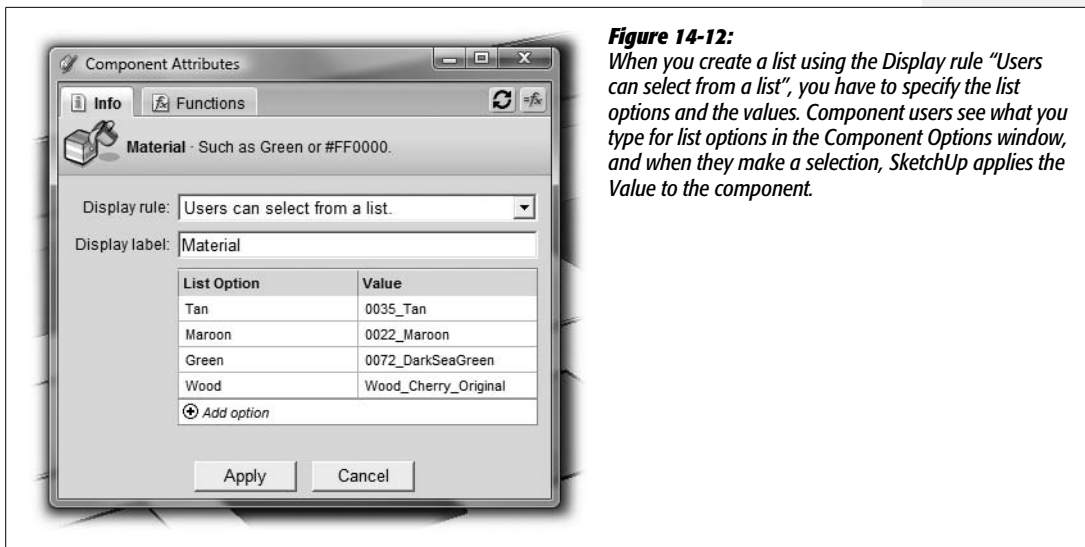 Component Attributes
Info
Functions
Material - Such as Green or #FF0000.
Display rule: Users can select from a list.
Display label: Material
List Option Value
Tan 0035_Tan
Maroon 0022_Maroon
Green 0072_DarkSeaGreen
Wood Wood_Cherry_Original
Add option
Apply Cancel
Figure 14-12:
When you create a list using the Display rule “Users
can select from a list”, you have to specify the list
options and the values. Component users see what you
type for list options in the Component Options window,
and when they make a selection, SketchUp applies the
Value to the component.